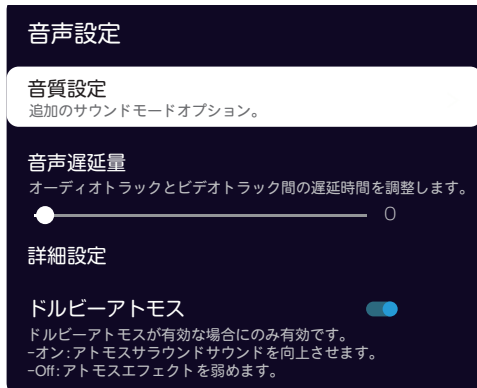 音声設定
音質設定
追加のサウンドモードオプション。
音声遅延量
オーディオトラックとビデオトラック間の遅延時間を調整します。
0
詳細設定
ドルビーアトモス
ドルビーアトモスが有効な場合にのみ有効です。
-オン:アトモスサラウンドサウンドを向上させます。
-Off:アトモスエフェクトを弱めます。